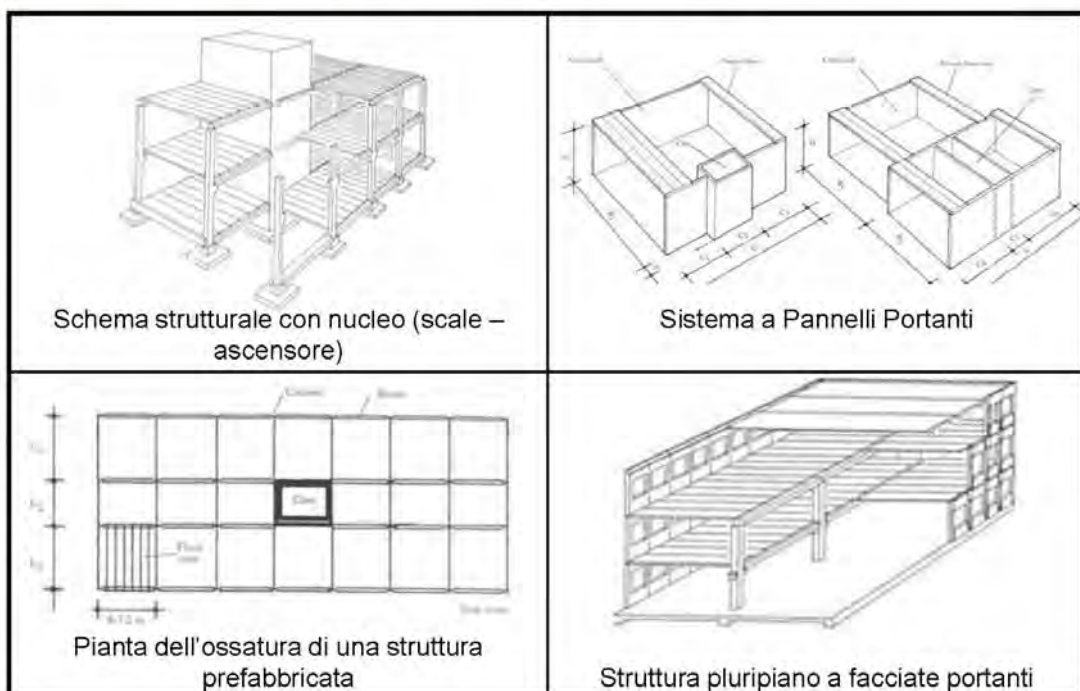 Schema strutturale con nucleo (scale –
ascensore)
Sistema a Pannelli Portanti
Core
Pianta dell'ossatura di una struttura
prefabbricata
Struttura pluripiano a facciate portanti